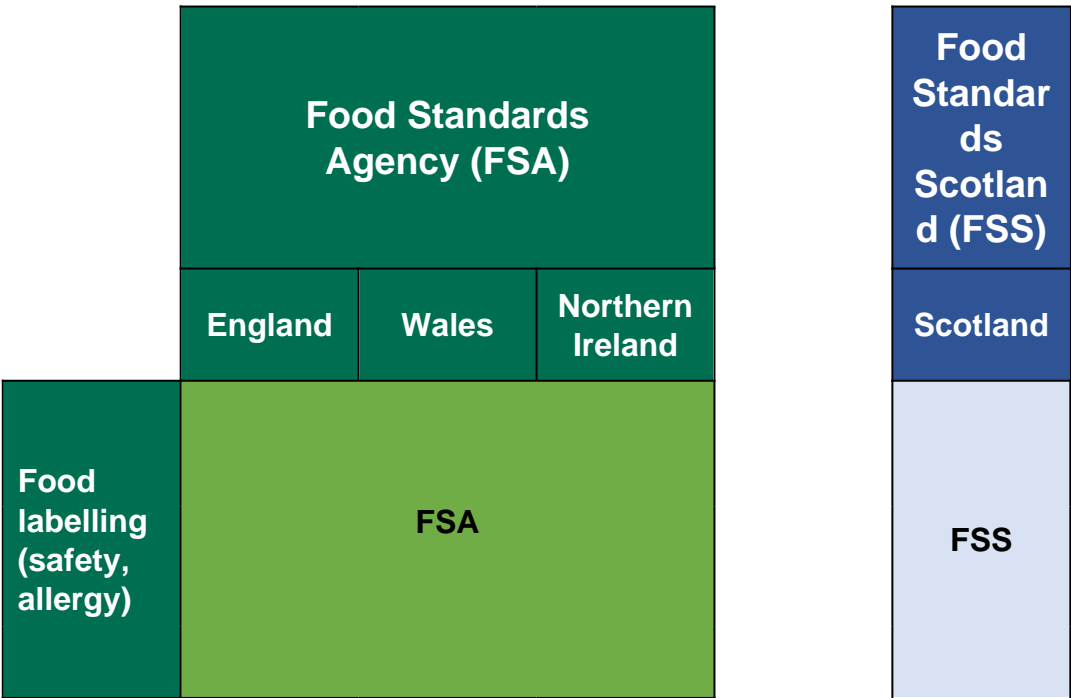 Food Standards
Agency (FSA)
Food
Standar
ds
Scotlan
d (FSS)
England
Wales
Northern
Ireland
Scotland
Food
labelling
(safety,
allergy)
FSA
FSS